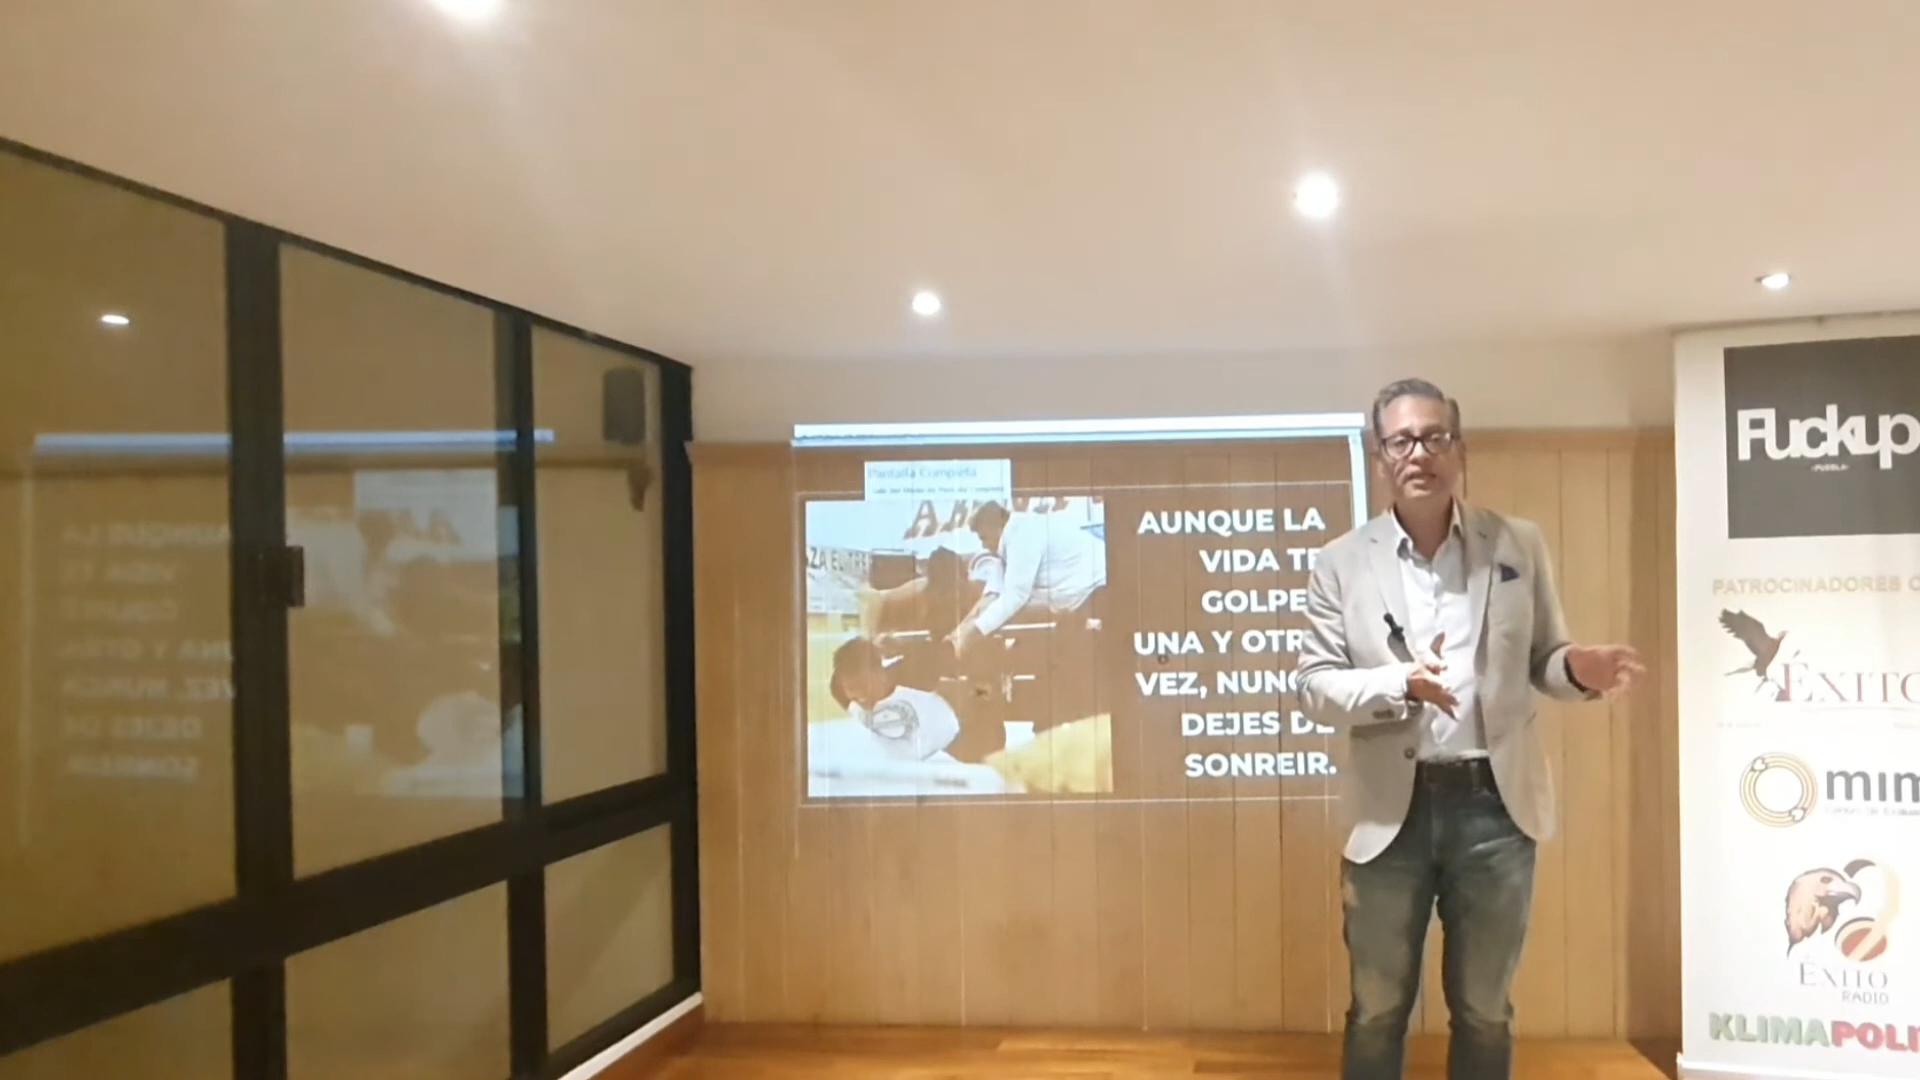 Pantalla Completa
AUNQUE LA
VIDA TE
GOLPE
UNA Y OTR
VEZ, NUNC
DEJES DE
SONREIR.
Fuckup
-PUEBLA-
PATROCINADORES
ÉXITO
mim
ÉXITO
RADIO
KLIMAPOLI